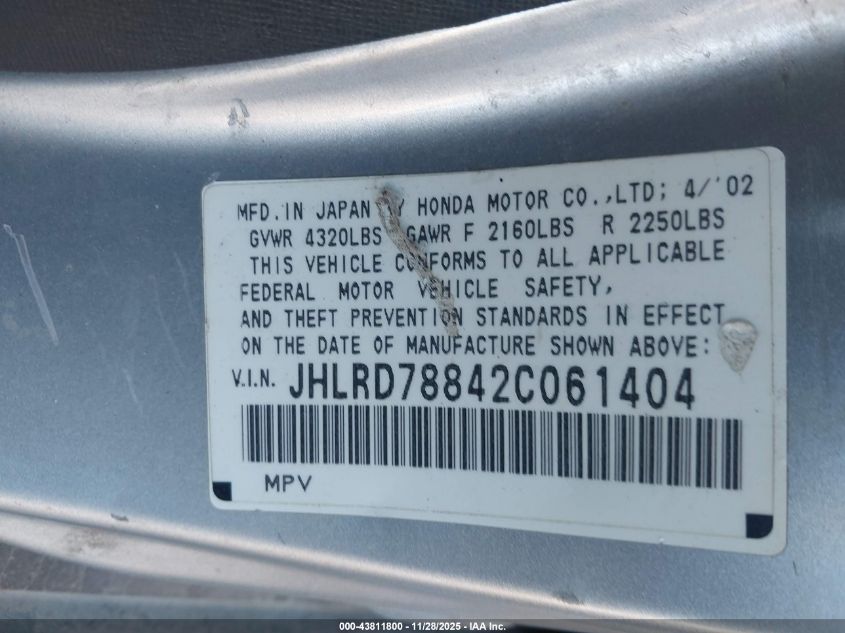 MFD.IN JAPAN BY HONDA MOTOR CO.,LTD; 4/'02
GVWR 4320LBS GAWR F 2160LBS R 2250LBS
THIS VEHICLE CONFORMS TO ALL APPLICABLE
FEDERAL MOTOR VEHICLE SAFETY,
AND THEFT PREVENTION STANDARDS IN EFFECT
ON THE DATE OF MANUFACTURE SHOWN ABOVE:
V.I.N. JHLRD78842C061404
MPV
000-43811800 - 11/28/2025 - IAA Inc.